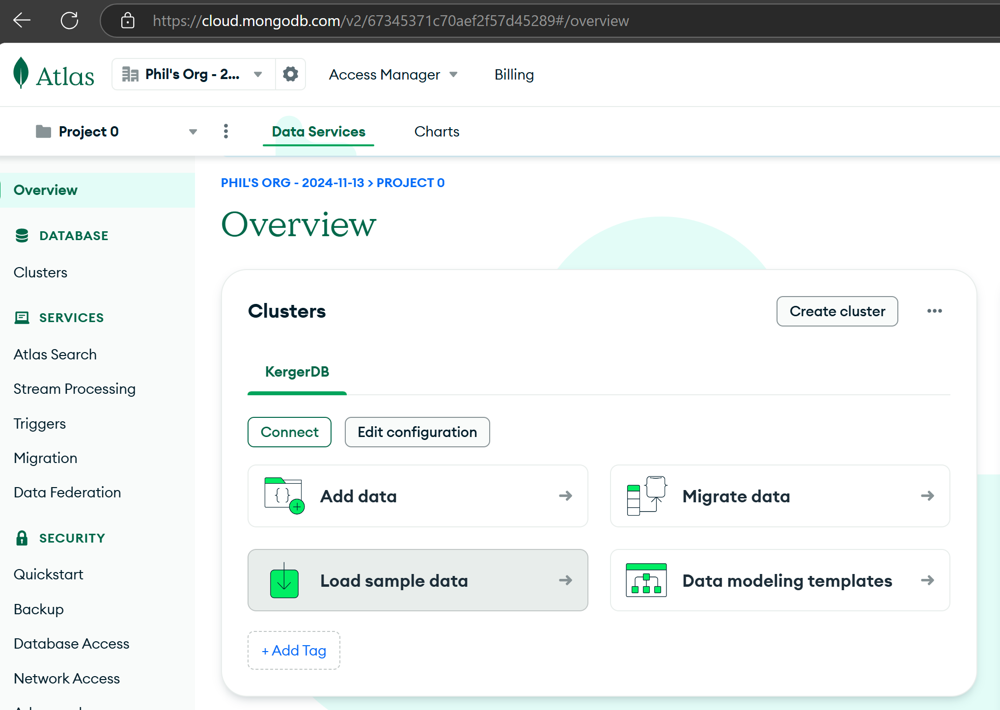 https://cloud.mongodb.com/v2/67345371c70aef2f57d45289#/overview
Atlas
Phil's Org - 2...
Access Manager
Billing
Project 0
Data Services
Charts
Overview
DATABASE
Clusters
SERVICES
Atlas Search
Stream Processing
Triggers
Migration
Data Federation
SECURITY
Quickstart
Backup
Database Access
Network Access
PHIL'S ORG - 2024-11-13 > PROJECT 0
Overview
Clusters
Create cluster
KergerDB
Connect
Edit configuration
{} Add data
Migrate data
Load sample data
Data modeling templates
+ Add Tag